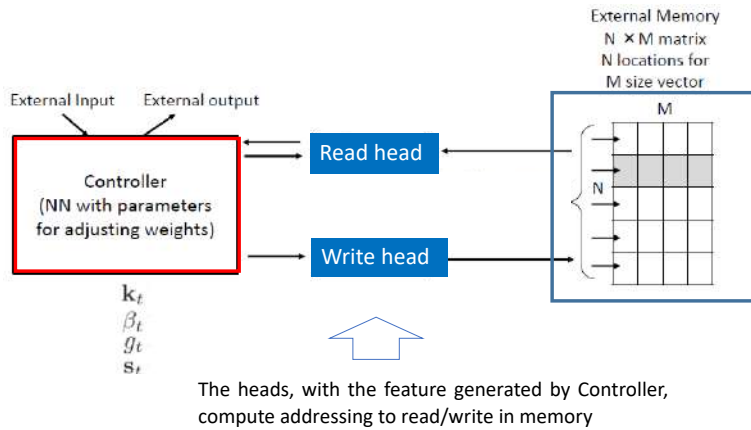 External Memory
N × M matrix
N locations for
M size vector
External Input
External output
M
Read head
N
Controller
(NN with parameters
for adjusting weights)
Write head
k_t
β_t
g_t
s_t
The heads, with the feature generated by Controller,
compute addressing to read/write in memory